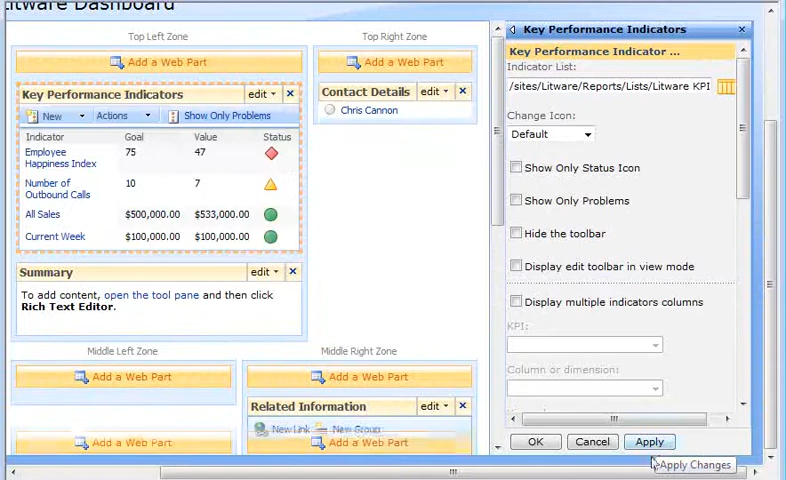 Litware Dashboard
Top Left Zone
Top Right Zone
Add a Web Part
Add a Web Part
Key Performance Indicators
edit
Contact Details
edit
New
Actions
Show Only Problems
Chris Cannon
Indicator
Goal
Value
Status
Employee
Happiness Index
75
47
Number of
Outbound Calls
10
7
All Sales
$500,000.00
$533,000.00
Current Week
$100,000.00
$100,000.00
Summary
edit
To add content, open the tool pane and then click
Rich Text Editor.
Middle Left Zone
Middle Right Zone
Add a Web Part
Add a Web Part
Related Information
edit
New Link
New Group
Add a Web Part
Add a Web Part
Key Performance Indicators
Key Performance Indicator ...
Indicator List:
/sites/Litware/Reports/Lists/Litware KPI
Change Icon:
Default
Show Only Status Icon
Show Only Problems
Hide the toolbar
Display edit toolbar in view mode
Display multiple indicators columns
KPI:
Column or dimension:
OK
Cancel
Apply
Apply Changes